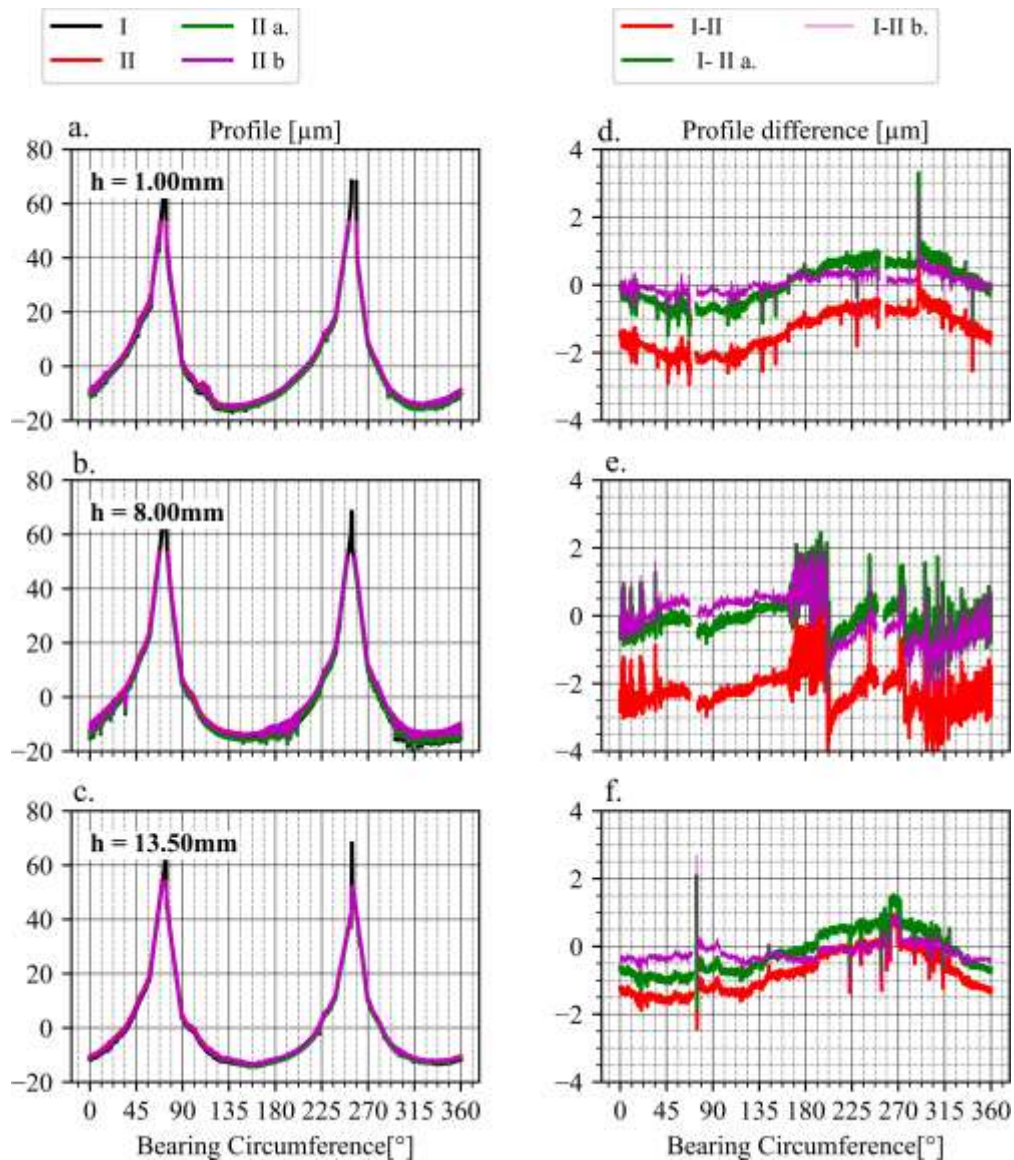 I
II a.
II
II b
I-II
I-II b.
I- II a.
a.
Profile [µm]
d.
Profile difference [µm]
80
60
40
20
0
−20
h = 1.00mm
4
2
0
−2
−4
b.
80
60
40
20
0
−20
h = 8.00mm
e.
4
2
0
−2
−4
c.
80
60
40
20
0
−20
h = 13.50mm
f.
4
2
0
−2
−4
0 45 90 135 180 225 270 315 360
0 45 90 135 180 225 270 315 360
Bearing Circumference[°]
Bearing Circumference[°]